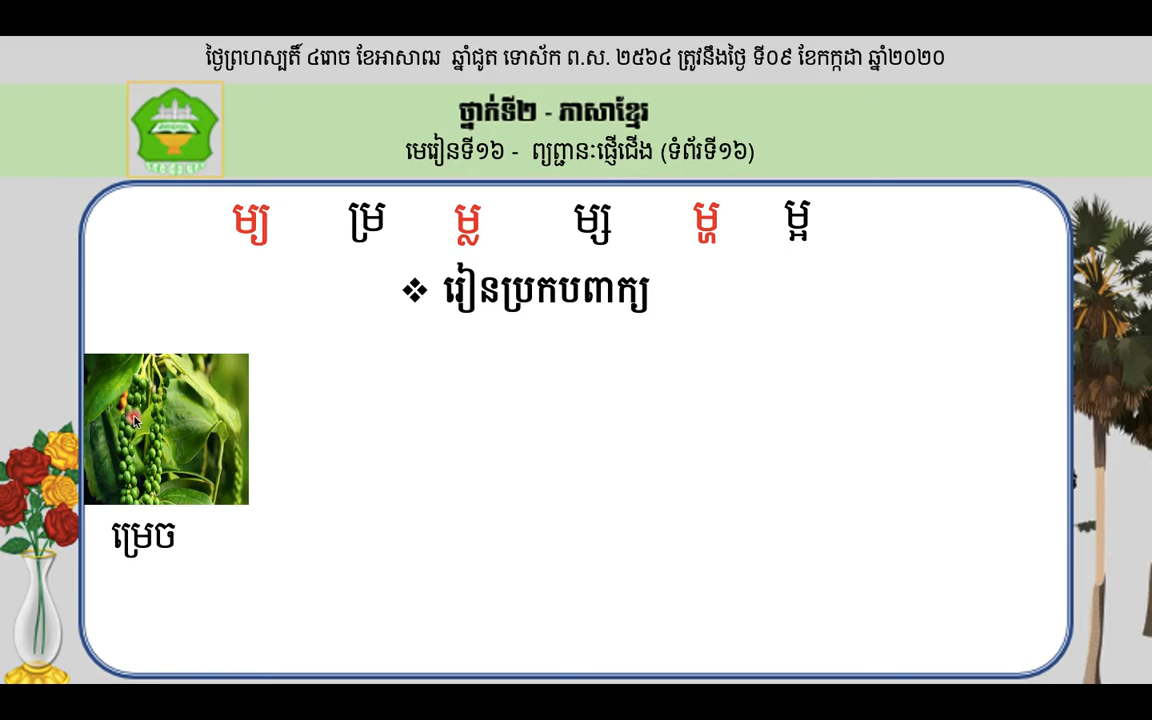 ថ្ងៃព្រហស្បតិ៍ ៤រោច ខែអាសាឍ ឆ្នាំជូត ទោស័ក ព.ស. ២៥៦៤ ត្រូវនឹងថ្ងៃ ទី០៩ ខែកក្កដា ឆ្នាំ២០២០
ថ្នាក់ទី២ - ភាសាខ្មែរ
មេរៀនទី១៦ - ព្យព្ជានៈផ្ញើជើង (ទំព័រទី១៦)
ម្យ ម្រ ម្ល ម្ស ម្ហ ម្អ
❖ រៀនប្រកបពាក្យ
ម្រេច